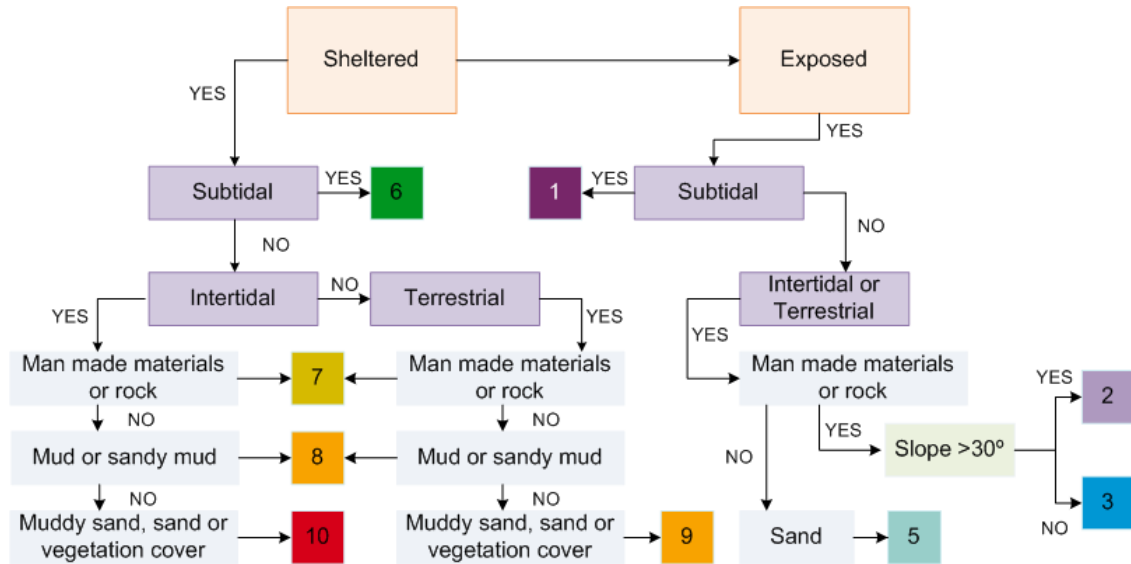 Sheltered
Exposed
YES
YES
Subtidal
YES
6
1
YES
Subtidal
NO
NO
Intertidal
NO
Terrestrial
Intertidal or
Terrestrial
YES
YES
YES
Man made materials
or rock
7
Man made materials
or rock
Man made materials
or rock
YES
2
NO
NO
YES
Slope >30º
Mud or sandy mud
8
Mud or sandy mud
NO
3
NO
NO
NO
Muddy sand, sand or
vegetation cover
10
Muddy sand, sand or
vegetation cover
9
Sand
5